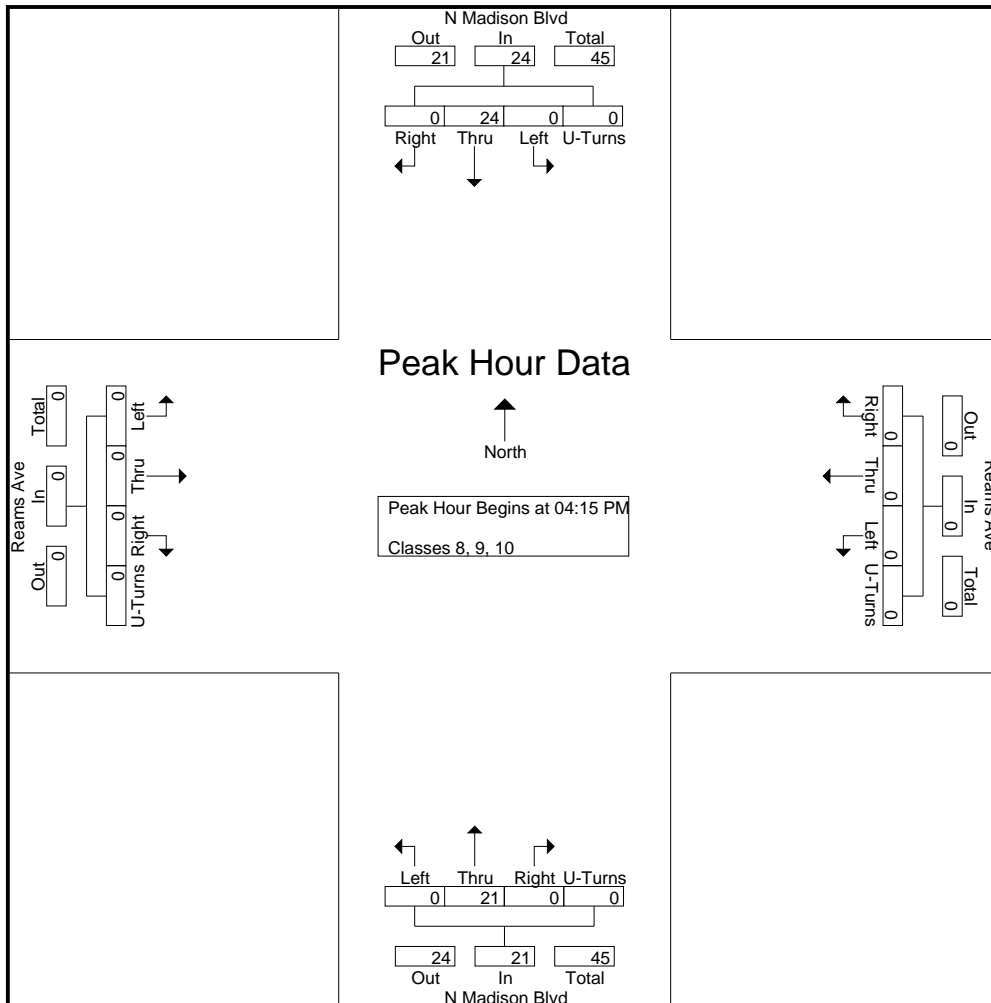 N Madison Blvd
Out In Total
21 24 45
0 24 0 0
Right Thru Left U-Turns
Peak Hour Data
North
Peak Hour Begins at 04:15 PM
Classes 8, 9, 10
Reams Ave
Out In Total
0 0 0
U-Turns Right Thru Left
0 0 0 0
Reams Ave
Out In Total
0 0 0
Right Thru Left U-Turns
0 0 0 0
Left Thru Right U-Turns
0 21 0 0
24 21 45
Out In Total
N Madison Blvd